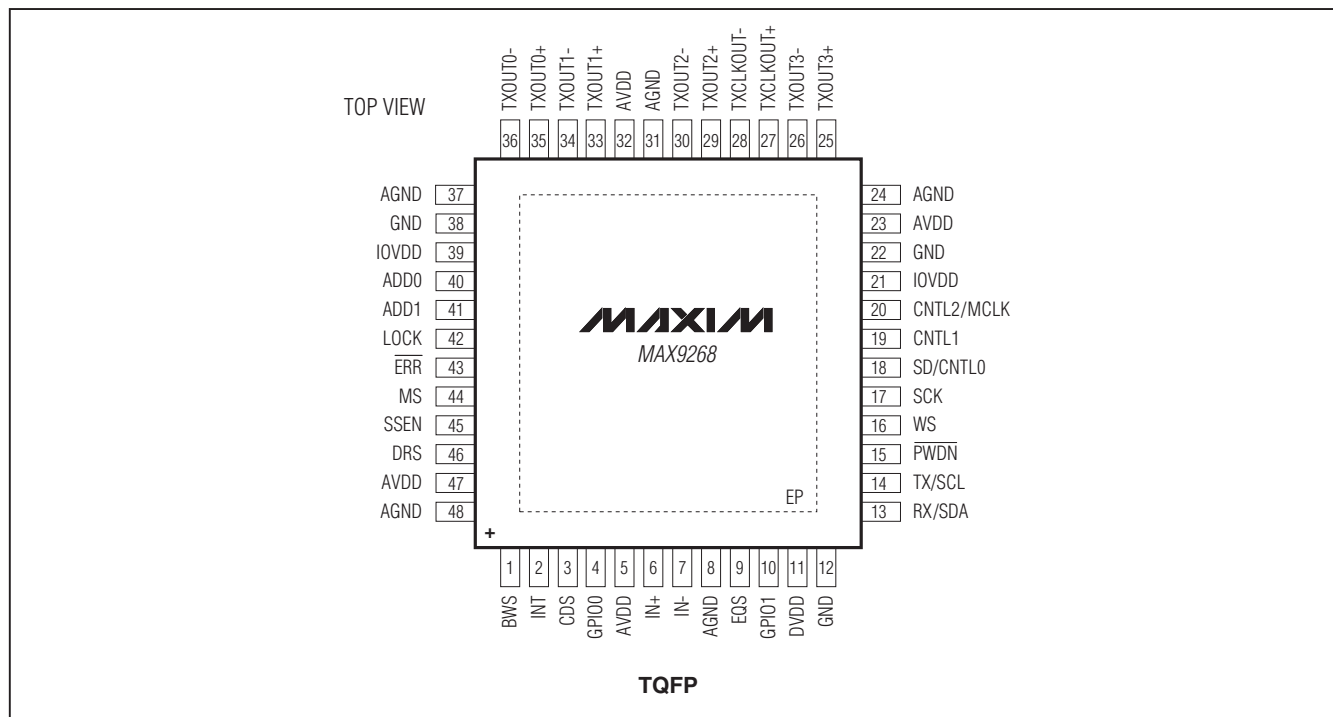 TOP VIEW
TXOUT0-
TXOUT0+
TXOUT1-
TXOUT1+
AVDD
AGND
TXOUT2-
TXOUT2+
TXCLKOUT-
TXCLKOUT+
TXOUT3-
TXOUT3+
36 35 34 33 32 31 30 29 28 27 26 25
AGND 37
GND 38
IOVDD 39
ADD0 40
ADD1 41
LOCK 42
ERR 43
MS 44
SSEN 45
DRS 46
AVDD 47
AGND 48
MAXIM
MAX9268
24 AGND
23 AVDD
22 GND
21 IOVDD
20 CNTL2/MCLK
19 CNTL1
18 SD/CNTL0
17 SCK
16 WS
15 PWDN
14 TX/SCL
13 RX/SDA
EP
+
1 2 3 4 5 6 7 8 9 10 11 12
BWS
INT
CDS
GPIO0
AVDD
IN+
IN-
AGND
EQS
GPIO1
DVDD
GND
TQFP